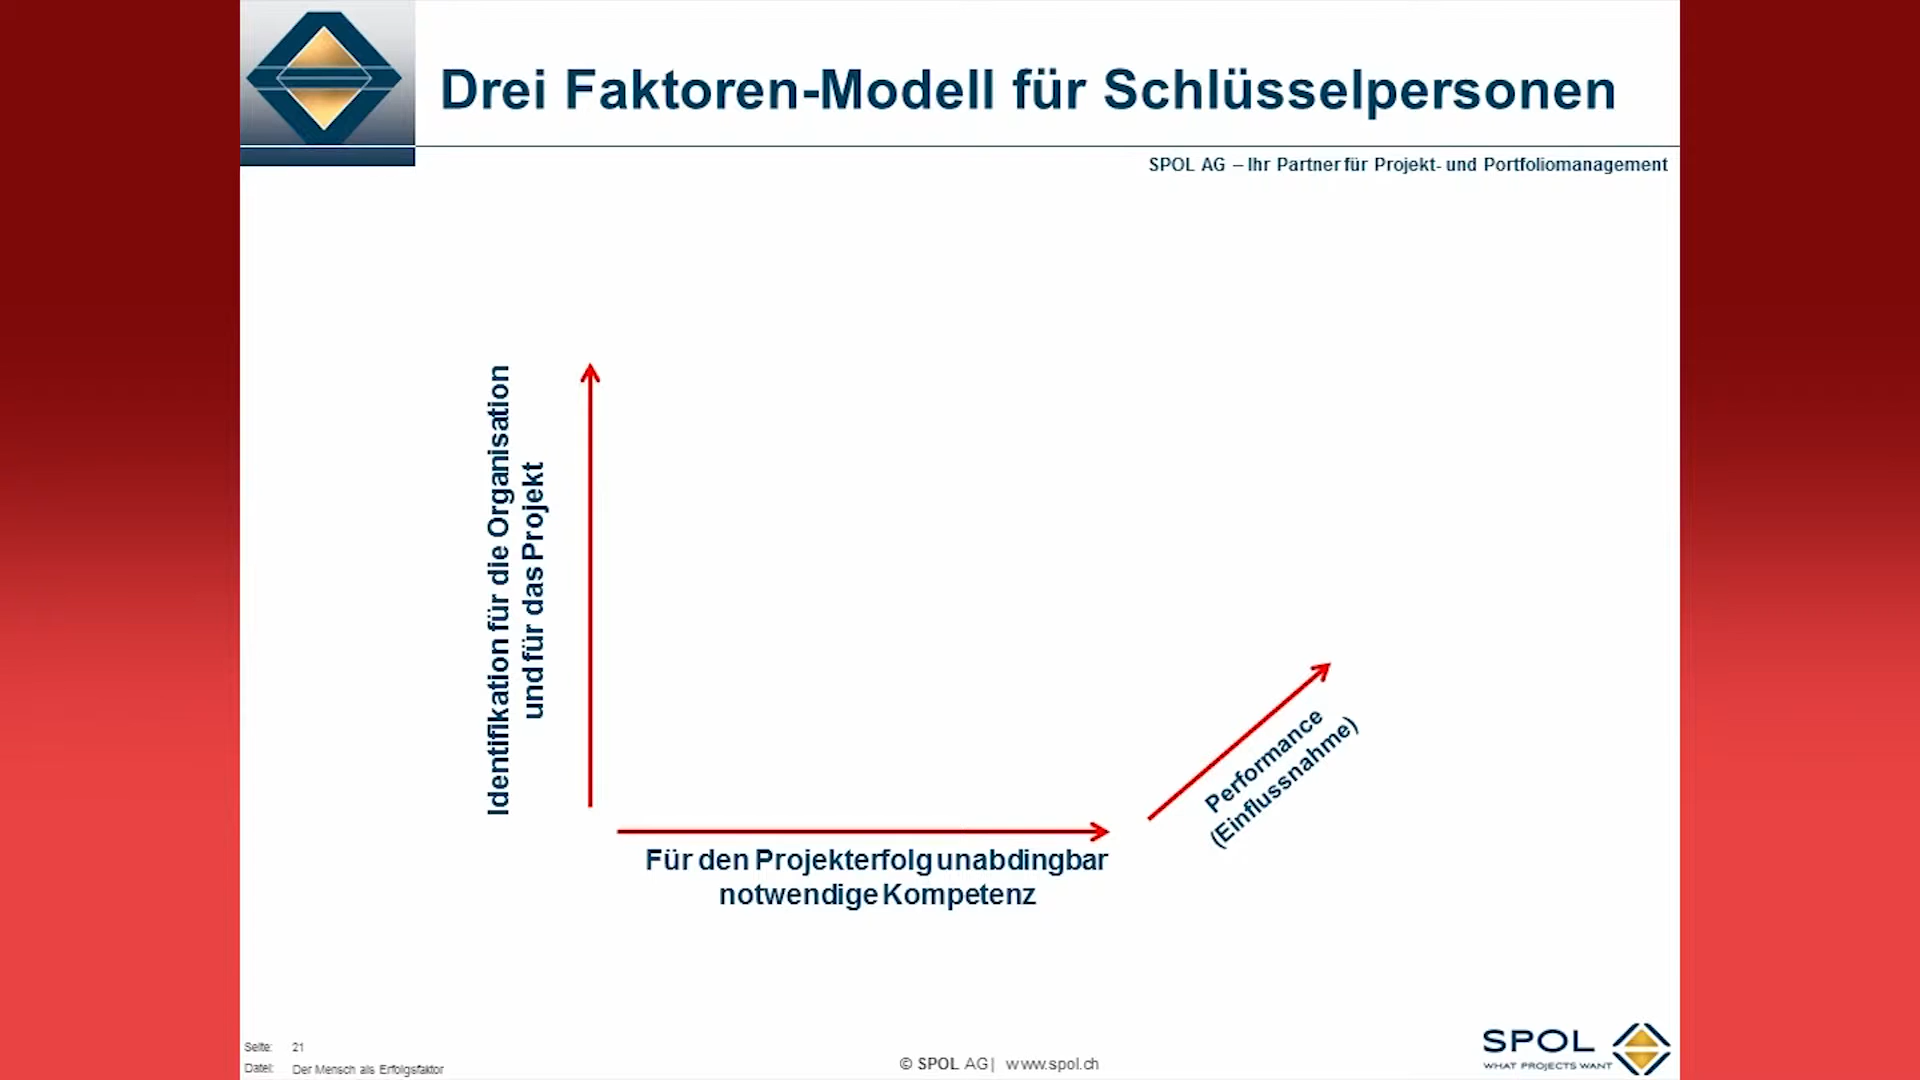 Drei Faktoren-Modell für Schlüsselpersonen
SPOL AG – Ihr Partner für Projekt- und Portfoliomanagement
Identifikation für die Organisation
und für das Projekt
Performance
(Einflussnahme)
Für den Projekterfolg unabdingbar
notwendige Kompetenz
Seite: 21
Datei: Der Mensch als Erfolgsfaktor
© SPOL AG | www.spol.ch
SPOL
WHAT PROJECTS WANT